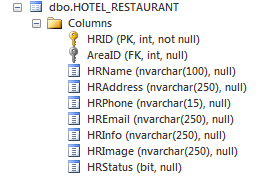 dbo.HOTEL_RESTAURANT
Columns
HRID (PK, int, not null)
AreaID (FK, int, null)
HRName (nvarchar(100), null)
HRAddress (nvarchar(250), null)
HRPhone (nvarchar(15), null)
HREmail (nvarchar(250), null)
HRInfo (nvarchar(250), null)
HRImage (nvarchar(250), null)
HRStatus (bit, null)